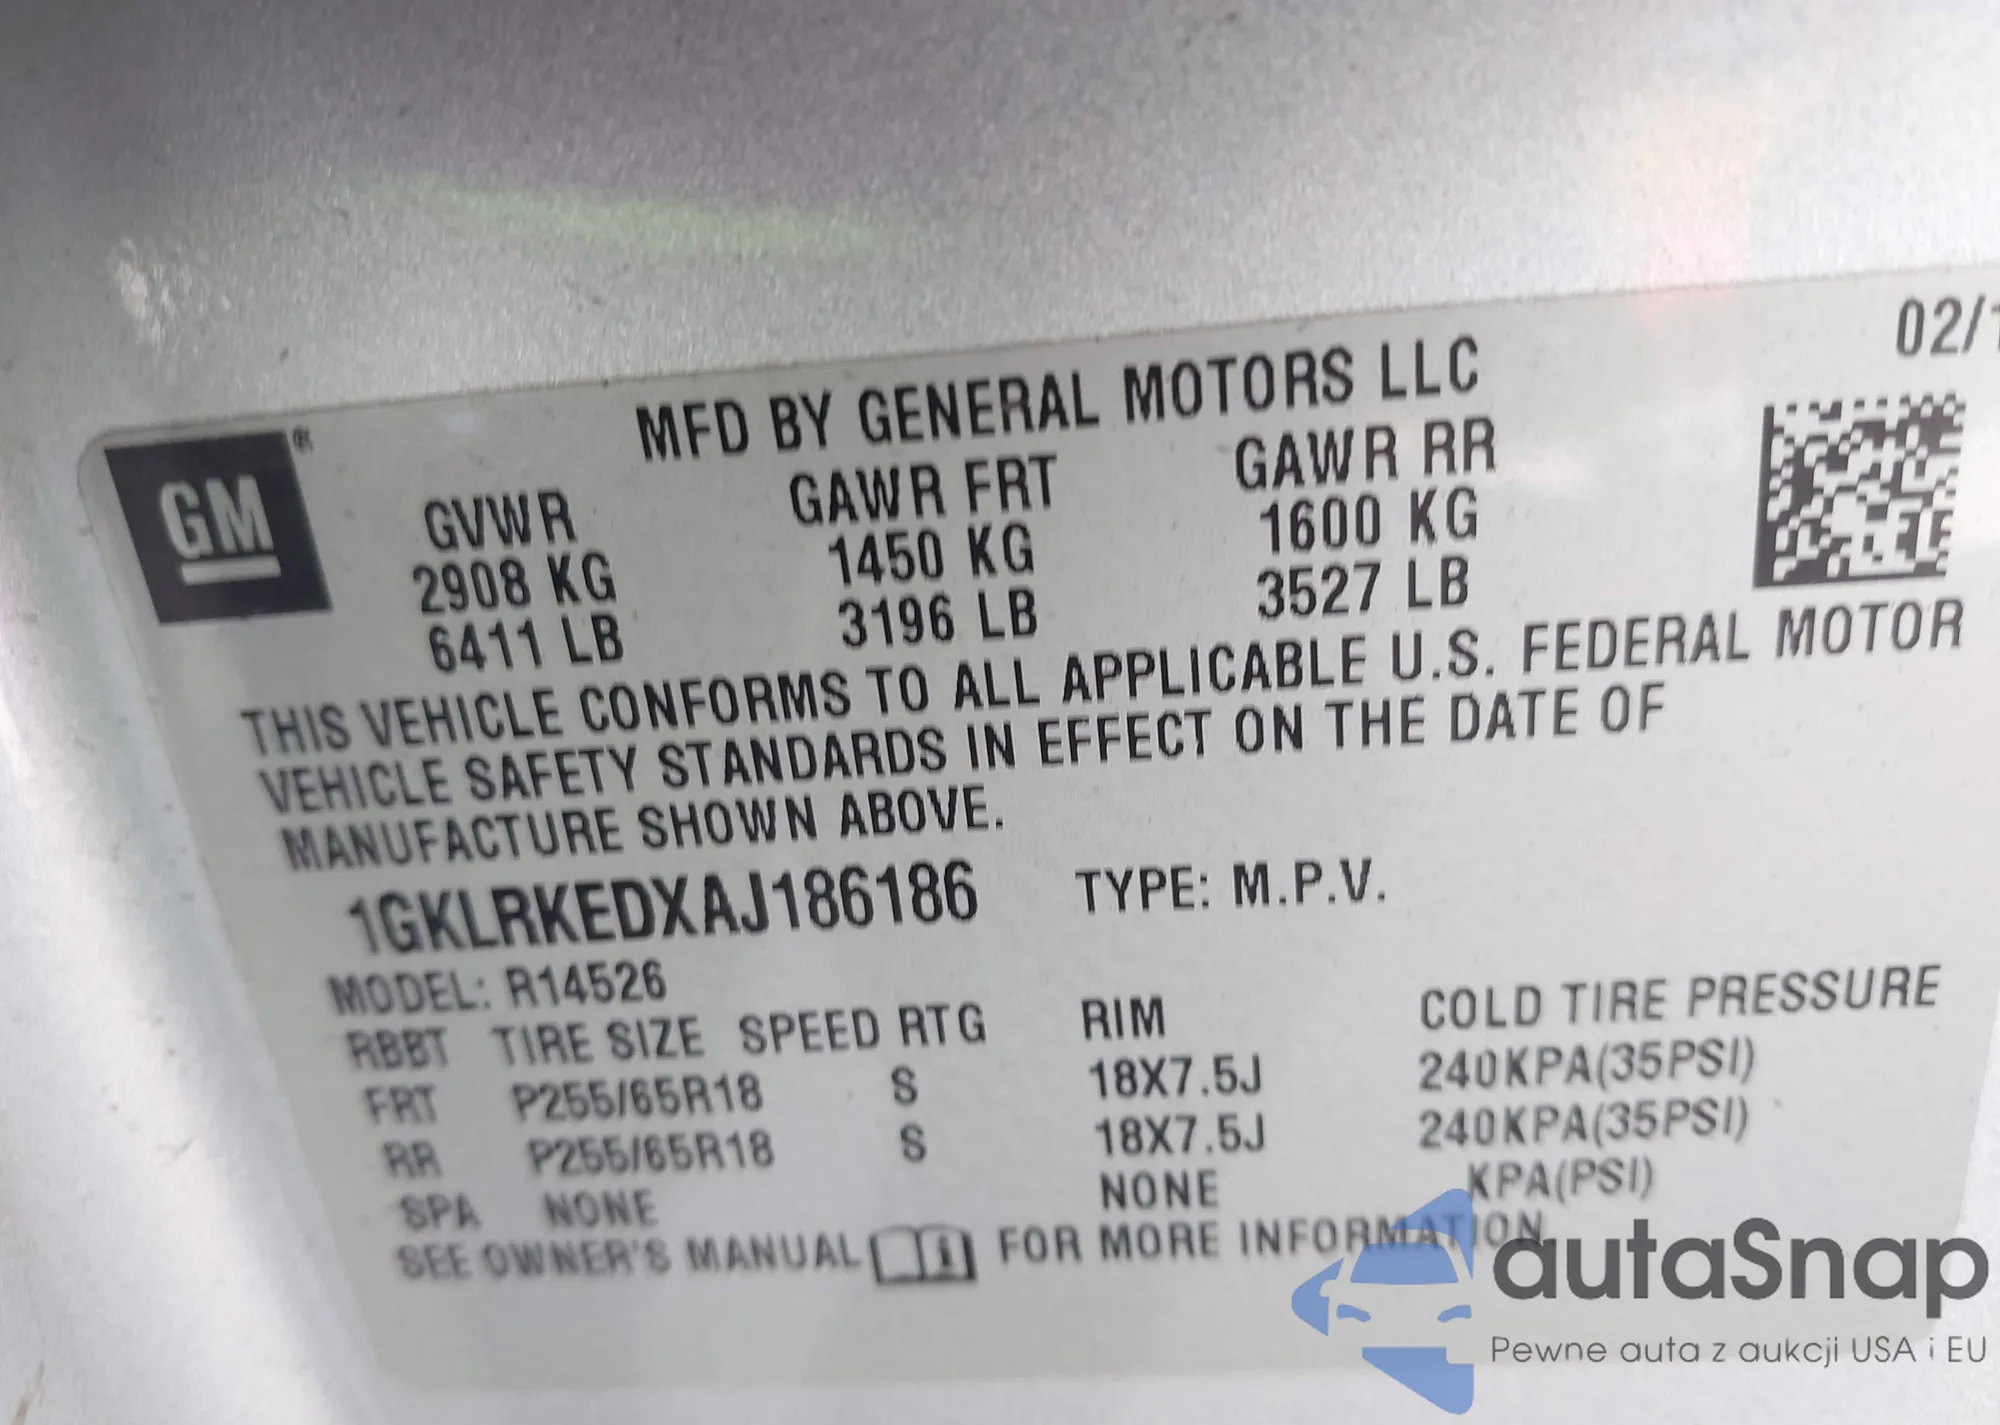 02/1
MFD BY GENERAL MOTORS LLC
GM ®
GVWR GAWR FRT GAWR RR
2908 KG 1450 KG 1600 KG
6411 LB 3196 LB 3527 LB
THIS VEHICLE CONFORMS TO ALL APPLICABLE U.S. FEDERAL MOTOR
VEHICLE SAFETY STANDARDS IN EFFECT ON THE DATE OF
MANUFACTURE SHOWN ABOVE.
1GKLRKEDXAJ186186 TYPE: M.P.V.
MODEL: R14526
RBBT TIRE SIZE SPEED RTG RIM COLD TIRE PRESSURE
FRT P255/65R18 S 18X7.5J 240KPA(35PSI)
RR P255/65R18 S 18X7.5J 240KPA(35PSI)
SPA NONE NONE KPA(PSI)
SEE OWNER'S MANUAL FOR MORE INFORMATION
autaSnap
Pewne auta z aukcji USA i EU